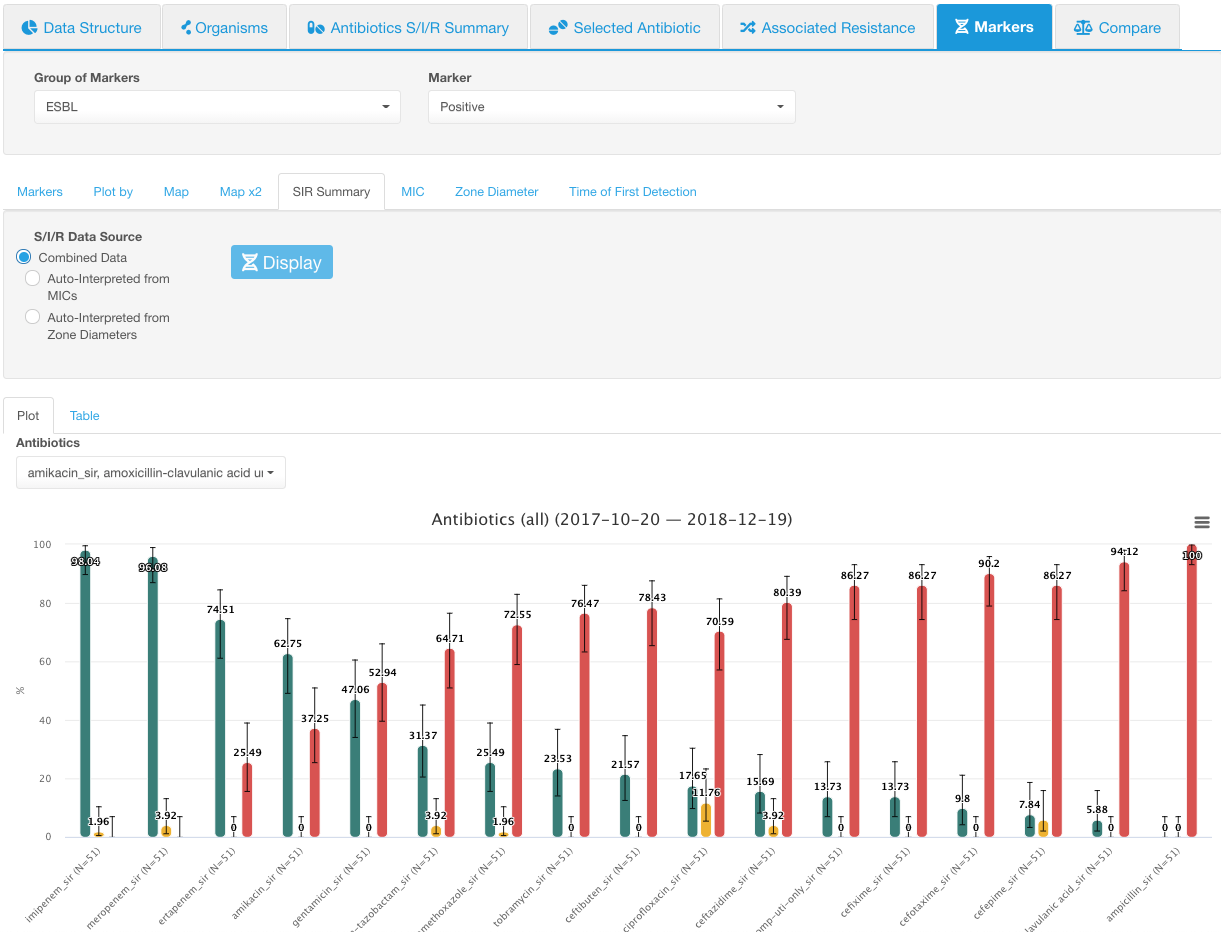 Data Structure Organisms Antibiotics S/I/R Summary Selected Antibiotic Associated Resistance Markers Compare
Group of Markers Marker
ESBL Positive
Markers Plot by Map Map x2 SIR Summary MIC Zone Diameter Time of First Detection
S/I/R Data Source
Combined Data
Display
Auto-Interpreted from
MICs
Auto-Interpreted from
Zone Diameters
Plot Table
Antibiotics
amikacin_sir, amoxicillin-clavulanic acid ui
Antibiotics (all) (2017-10-20 — 2018-12-19)
%
100
80
60
40
20
0
98.04 1.96
96.08 3.92
74.51 0 25.49
62.75 0 37.25
47.06 0 52.94
31.37 3.92 64.71
25.49 1.96 72.55
23.53 0 76.47
21.57 0 78.43
17.65 11.76 70.59
15.69 3.92 80.39
13.73 0 86.27
13.73 0 86.27
9.8 0 90.2
7.84 86.27
5.88 0 94.12
0 0 100
imipenem_sir (N=51)
meropenem_sir (N=51)
ertapenem_sir (N=51)
amikacin_sir (N=51)
gentamicin_sir (N=51)
-tazobactam_sir (N=51)
methoxazole_sir (N=51)
tobramycin_sir (N=51)
ceftibuten_sir (N=51)
ciprofloxacin_sir (N=51)
ceftazidime_sir (N=51)
omp-uti-only_sir (N=51)
cefixime_sir (N=51)
cefotaxime_sir (N=51)
cefepime_sir (N=51)
lavulanic acid_sir (N=51)
ampicillin_sir (N=51)